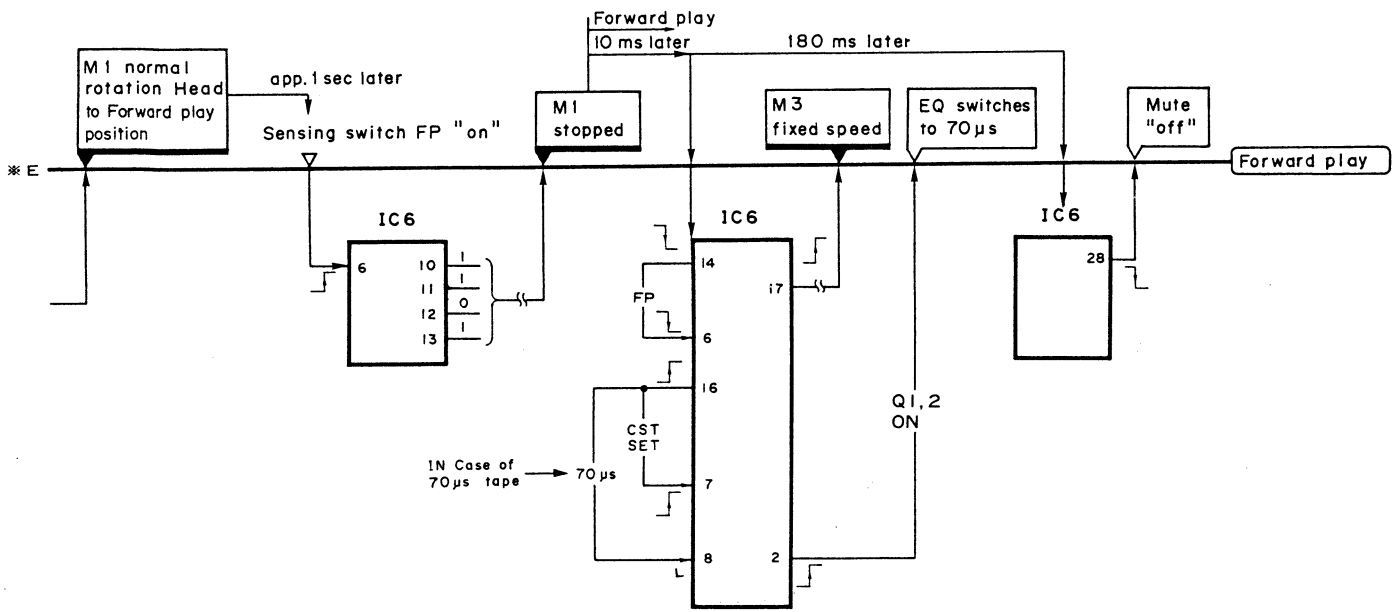 Forward play
10 ms later
180 ms later
M1 normal
rotation Head
to Forward play
position
app. 1 sec later
Sensing switch FP "on"
M1
stopped
M3
fixed speed
EQ switches
to 70µs
Mute
"off"
※ E
Forward play
IC6
6
10
11
12
13
1
1
0
1
IC6
14
FP
6
16
CST
SET
70µs
IN Case of
70µs tape
7
8
L
17
2
Q1,2
ON
IC6
28